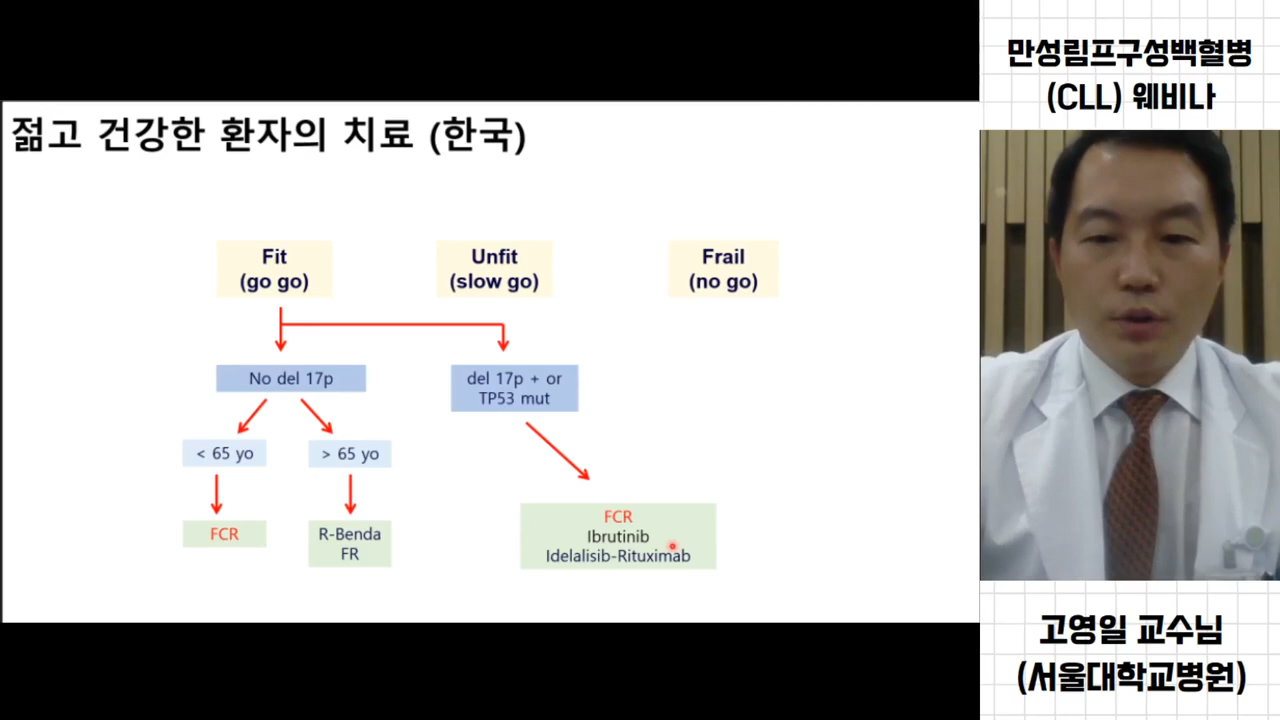 만성림프구성백혈병
(CLL) 웨비나
젊고 건강한 환자의 치료 (한국)
Fit
(go go)
Unfit
(slow go)
Frail
(no go)
No del 17p
del 17p + or
TP53 mut
< 65 yo
> 65 yo
FCR
R-Benda
FR
FCR
Ibrutinib
Idelalisib-Rituximab
고영일 교수님
(서울대학교병원)